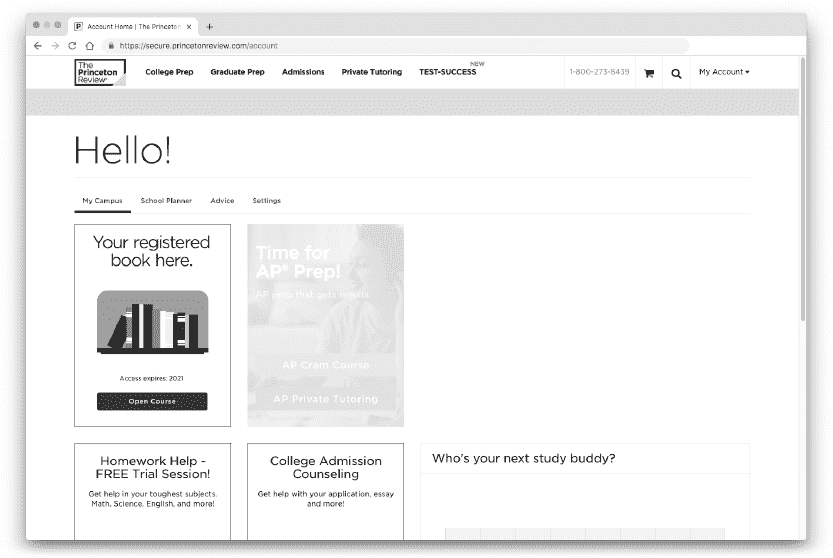 Account Home | The Princeton
https://secure.princetonreview.com/account
The
Princeton
Review
College Prep
Graduate Prep
Admissions
Private Tutoring
TEST-SUCCESS
NEW
1-800-273-8439
My Account
Hello!
My Campus
School Planner
Advice
Settings
Your registered
book here.
Access expires: 2021
Open Course
Time for
AP® Prep!
AP prep that gets results.
AP Cram Course
AP Private Tutoring
Homework Help -
FREE Trial Session!
Get help in your toughest subjects.
Math, Science, English, and more!
College Admission
Counseling
Get help with your application, essay
and more!
Who's your next study buddy?